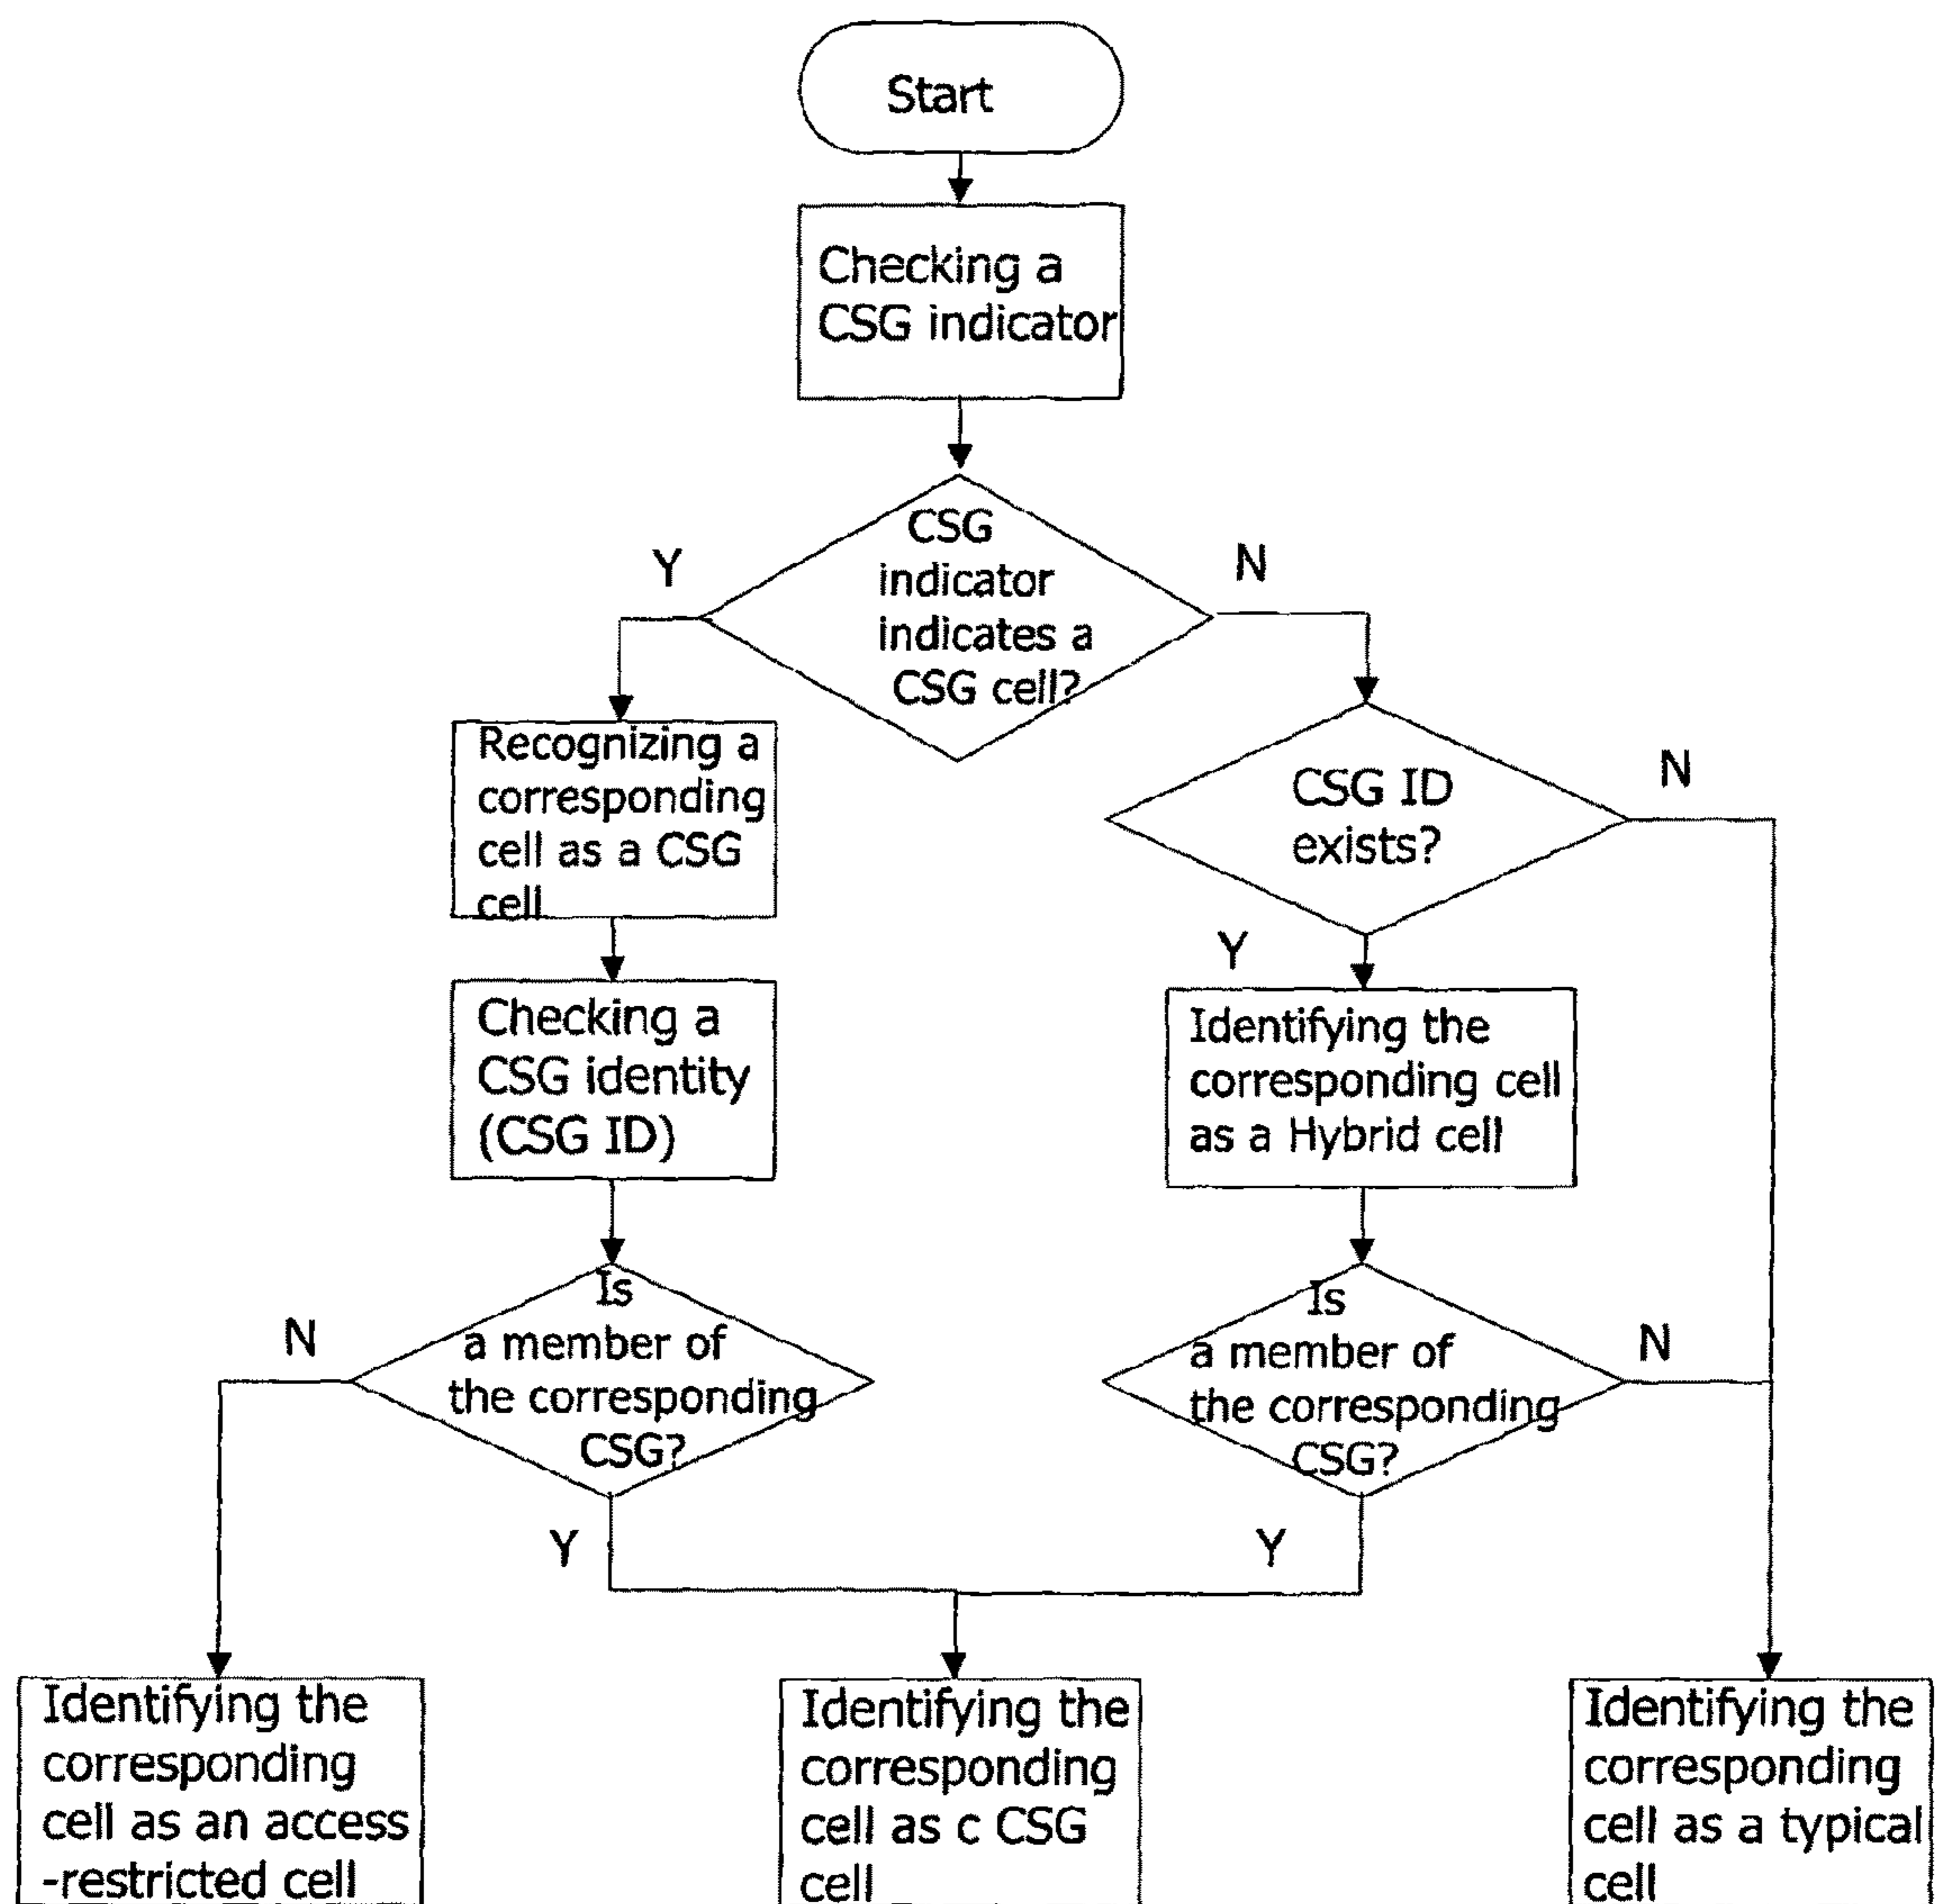 Start
Checking a
CSG indicator
CSG
indicator
indicates a
CSG cell?
Y
N
Recognizing a
corresponding
cell as a CSG
cell
CSG ID
exists?
N
Y
Checking a
CSG identity
(CSG ID)
Identifying the
corresponding cell
as a Hybrid cell
Is
a member of
the corresponding
CSG?
N
Is
a member of
the corresponding
CSG?
N
Y
Y
Identifying the
corresponding
cell as an access
-restricted cell
Identifying the
corresponding
cell as c CSG
cell
Identifying the
corresponding
cell as a typical
cell